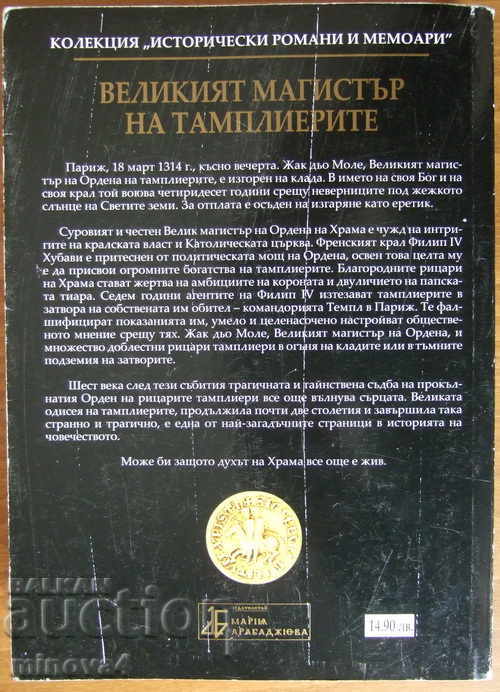 КОЛЕКЦИЯ „ИСТОРИЧЕСКИ РОМАНИ И МЕМОАРИ"
ВЕЛИКИЯТ МАГИСТЪР
НА ТАМПЛИЕРИТЕ
Париж, 18 март 1314 г., късно вечерта. Жак дьо Моле, Великият магис-
тър на Ордена на тамплиерите, е изгорен на клада. В името на своя Бог и на
своя крал той воюва четиридесет години срещу неверниците под жежкото
слънце на Светите земи. За отплата е осъден на изгаряне като еретик.
Суровият и честен Велик магистър на Ордена на Храма е чужд на интри-
гите на кралската власт и Католическата църква. Френският крал Филип IV
Хубави е притеснен от политическата мощ на Ордена, освен това целта му
е да присвои огромните богатства на тамплиерите. Благородните рицари
на Храма стават жертва на амбициите на короната и двуличието на папска-
та тиара. Седем години агентите на Филип IV изтезават тамплиерите в
затвора на собствената им обител – командорията Темпл в Париж. Те фал-
шифицират показанията им, умело и целенасочено настройват обществе-
ното мнение срещу тях. Жак дьо Моле, Великият магистър на Ордена, и
множество доблестни рицари тамплиери в огъня на кладите или в тъмните
подземия на затворите.
Шест века след тези събития трагичната и тайнствена съдба на прокъл-
натия Орден на рицарите тамплиери все още вълнува сърцата. Великата
одисея на тамплиерите, продължила почти две столетия и завършила така
странно и трагично, е една от най-загадъчните страници в историята на
човечеството.
Може би защото духът на Храма все още е жив.
ИЗДАТЕЛСТВО
МАРИЯ
АРАБАДЖИЕВА
14.90 лв.
БАЛКАН
auction
minova4